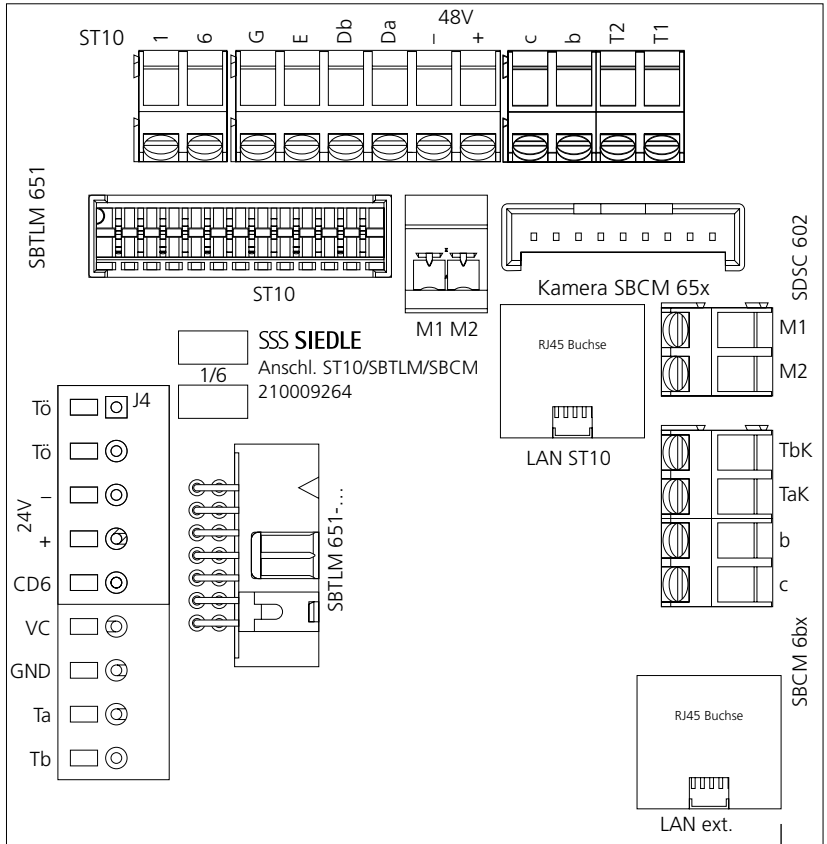 48V
ST10 1 6 G E Db Da – + c b T2 T1
SBTLM 651
ST10
M1 M2
Kamera SBCM 65x
SDSC 602
SSS SIEDLE
Anschl. ST10/SBTLM/SBCM
210009264
1/6
RJ45 Buchse
LAN ST10
M1
M2
J4
Tö
Tö
–
24V
+
CD6
VC
GND
Ta
Tb
SBTLM 651-...
TbK
TaK
b
c
SBCM 6bx
RJ45 Buchse
LAN ext.